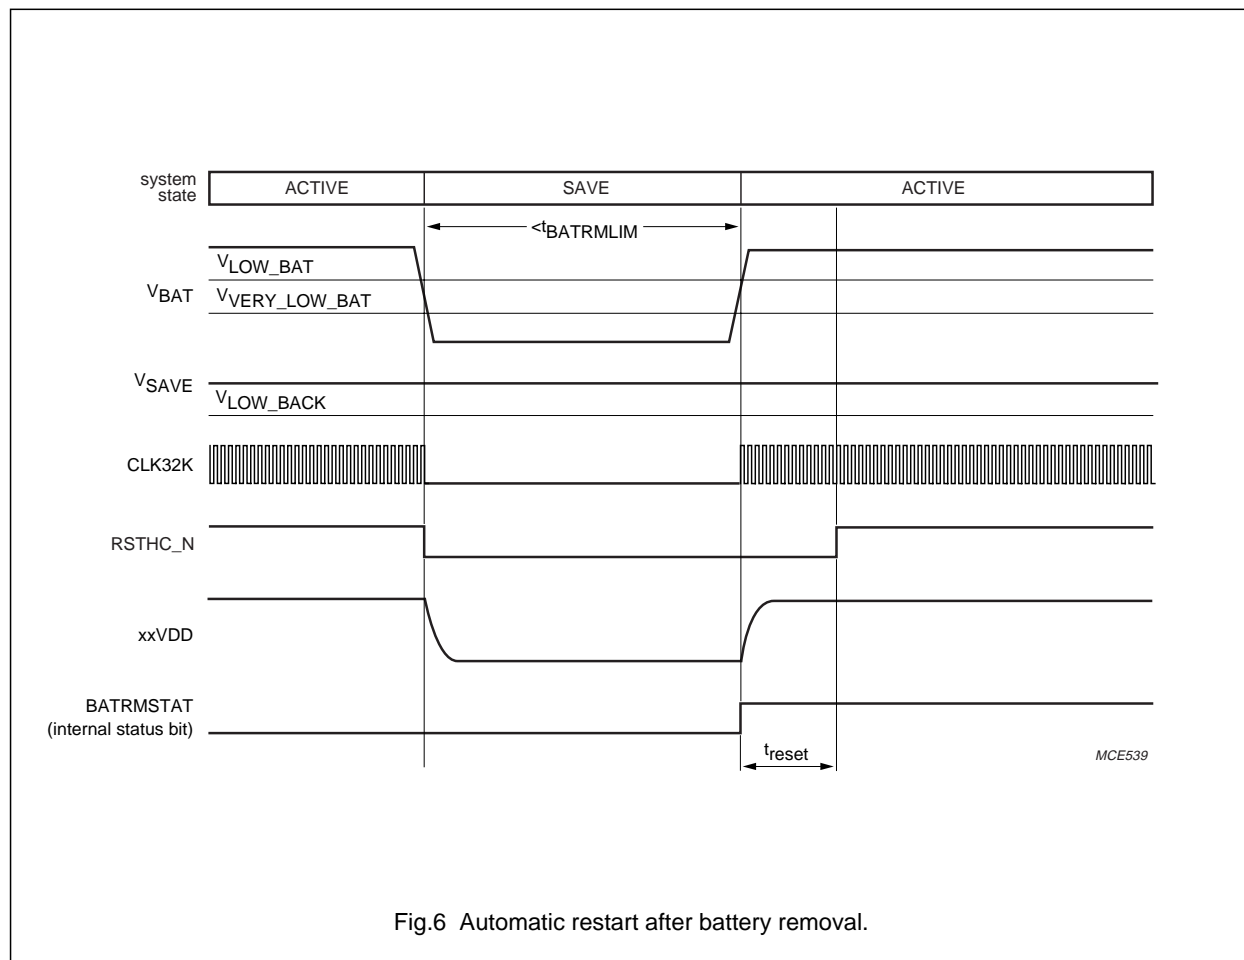 system
state
ACTIVE SAVE ACTIVE
<tBATRMLIM
VLOW_BAT
VBAT
VVERY_LOW_BAT
VSAVE
VLOW_BACK
CLK32K
RSTHC_N
xxVDD
BATRMSTAT
(internal status bit)
treset
MCE539
Fig.6 Automatic restart after battery removal.